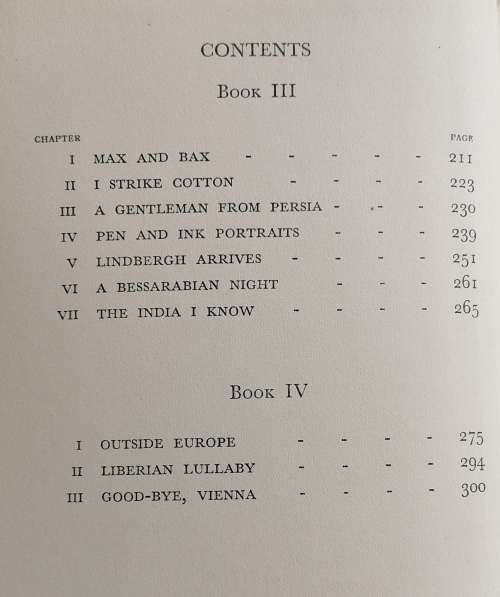 CONTENTS
Book III
CHAPTER PAGE
I MAX AND BAX - - - - - 211
II I STRIKE COTTON - - - - 223
III A GENTLEMAN FROM PERSIA - - - 230
IV PEN AND INK PORTRAITS - - - 239
V LINDBERGH ARRIVES - - - - 251
VI A BESSARABIAN NIGHT - - - 261
VII THE INDIA I KNOW - - - - 265
Book IV
I OUTSIDE EUROPE - - - - 275
II LIBERIAN LULLABY - - - - 294
III GOOD-BYE, VIENNA - - - - 300